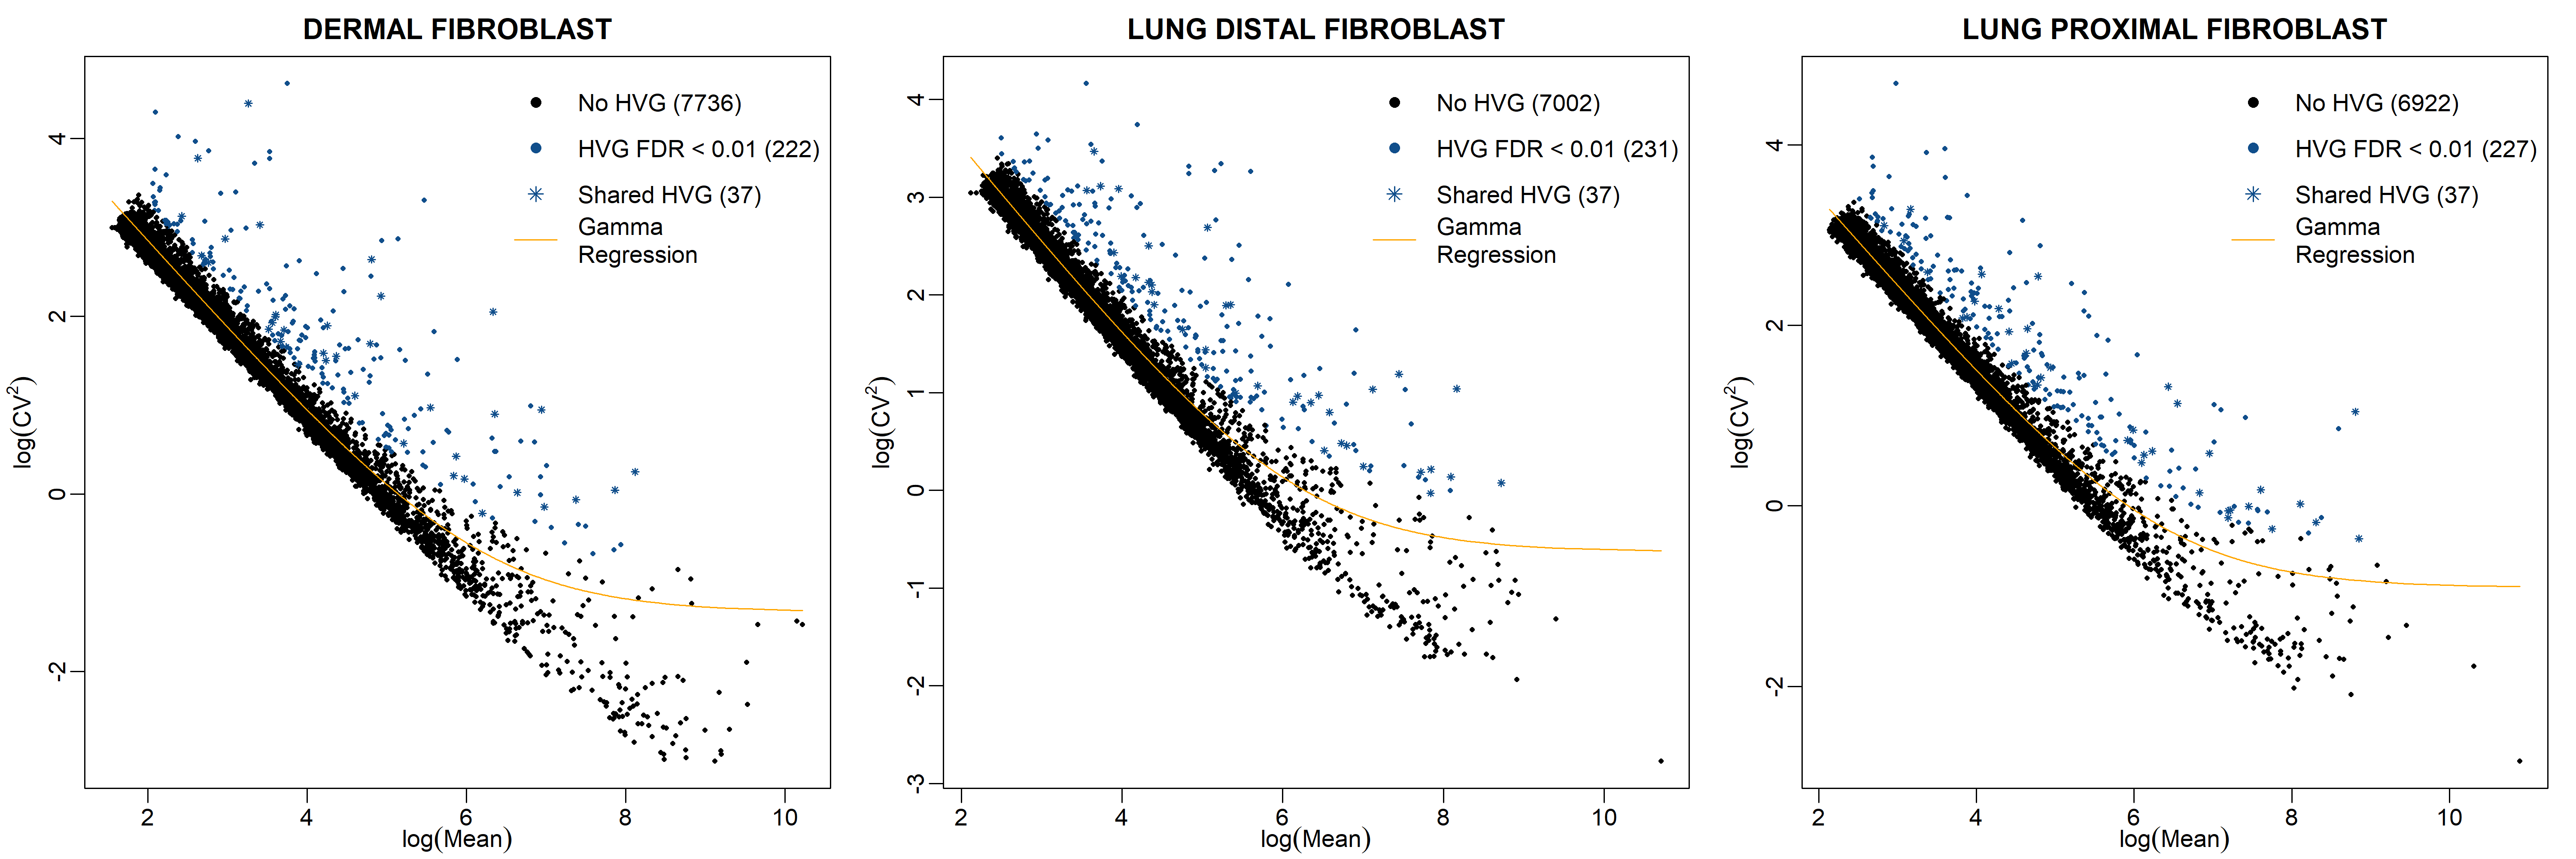 DERMAL FIBROBLAST
No HVG (7736)
HVG FDR < 0.01 (222)
Shared HVG (37)
Gamma
Regression
4
2
0
-2
log(CV²)
2 4 6 8 10
log(Mean)
LUNG DISTAL FIBROBLAST
No HVG (7002)
HVG FDR < 0.01 (231)
Shared HVG (37)
Gamma
Regression
4
3
2
1
0
-1
-2
-3
log(CV²)
2 4 6 8 10
log(Mean)
LUNG PROXIMAL FIBROBLAST
No HVG (6922)
HVG FDR < 0.01 (227)
Shared HVG (37)
Gamma
Regression
4
2
0
-2
log(CV²)
2 4 6 8 10
log(Mean)